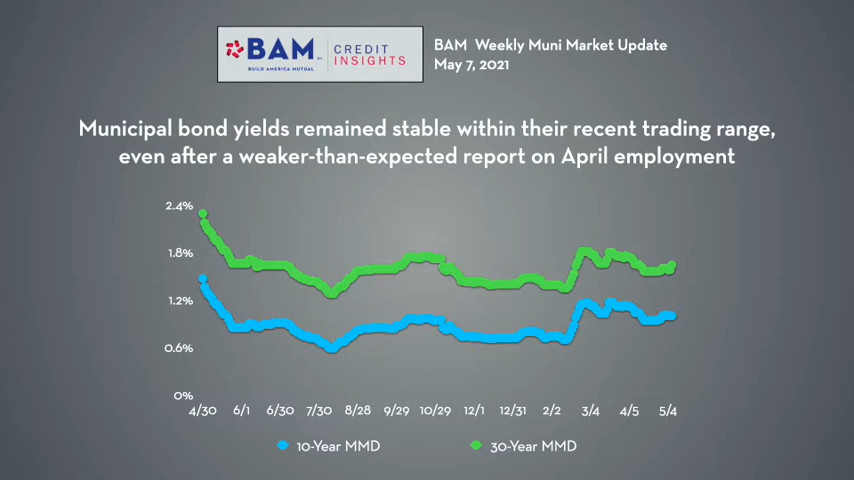 BAM
BUILD AMERICA MUTUAL
CREDIT
INSIGHTS
BAM Weekly Muni Market Update
May 7, 2021
Municipal bond yields remained stable within their recent trading range,
even after a weaker-than-expected report on April employment
2.4%
1.8%
1.2%
0.6%
0%
4/30 6/1 6/30 7/30 8/28 9/29 10/29 12/1 12/31 2/2 3/4 4/5 5/4
10-Year MMD 30-Year MMD